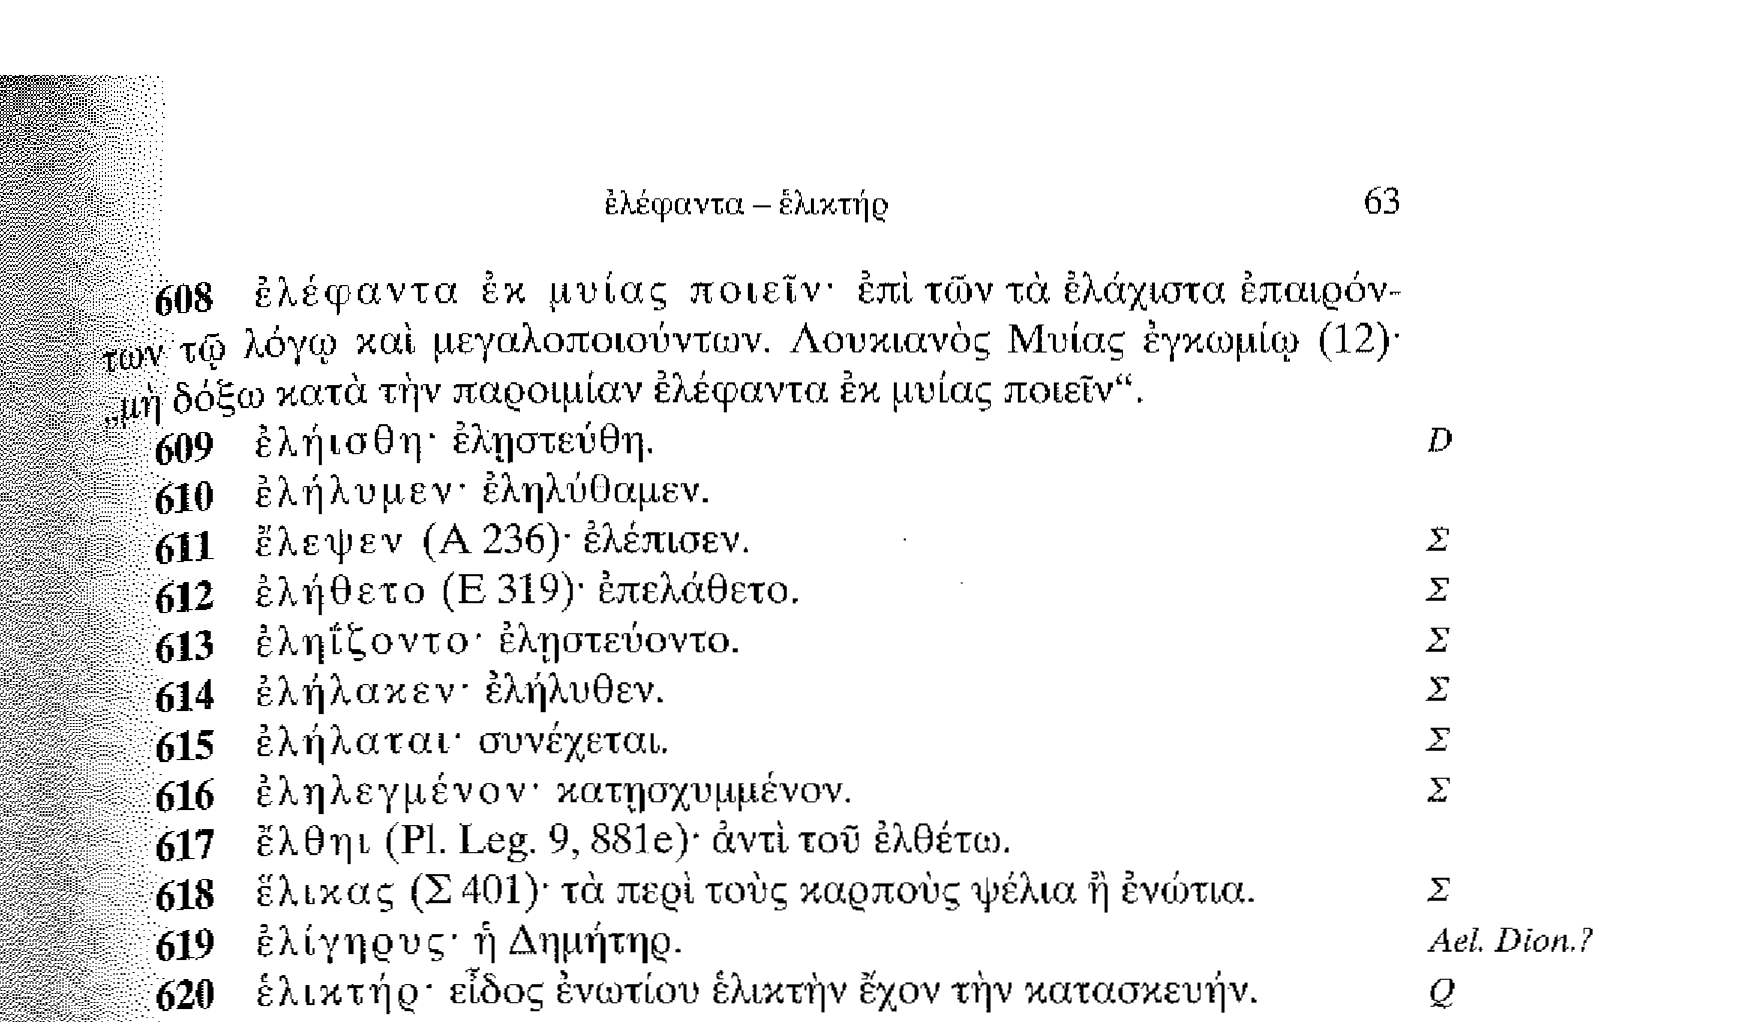 ἐλέφαντα – ἑλικτήρ 63
608 ἐλέφαντα ἐκ μυίας ποιεῖν· ἐπὶ τῶν τὰ ἐλάχιστα ἐπαιρόν-
των τῷ λόγῳ καὶ μεγαλοποιούντων. Λουκιανὸς Μυίας ἐγκωμίῳ (12)·
„μὴ δόξω κατὰ τὴν παροιμίαν ἐλέφαντα ἐκ μυίας ποιεῖν“.
609 ἐλήισθη· ἐλῃστεύθη. D
610 ἐλήλυμεν· ἐληλύθαμεν.
611 ἔλεψεν (Α 236)· ἐλέπισεν. Σ
612 ἐλήθετο (Ε 319)· ἐπελάθετο. Σ
613 ἐληΐζοντο· ἐλῃστεύοντο. Σ
614 ἐλήλακεν· ἐλήλυθεν. Σ
615 ἐλήλαται· συνέχεται. Σ
616 ἐληλεγμένον· κατῃσχυμμένον. Σ
617 ἔλθηι (Pl. Leg. 9, 881e)· ἀντὶ τοῦ ἐλθέτω.
618 ἕλικας (Σ 401)· τὰ περὶ τοὺς καρποὺς ψέλια ἢ ἐνώτια. Σ
619 ἐλίγηρυς· ἡ Δημήτηρ. Ael. Dion.?
620 ἑλικτήρ· εἶδος ἐνωτίου ἑλικτὴν ἔχον τὴν κατασκευήν. Q